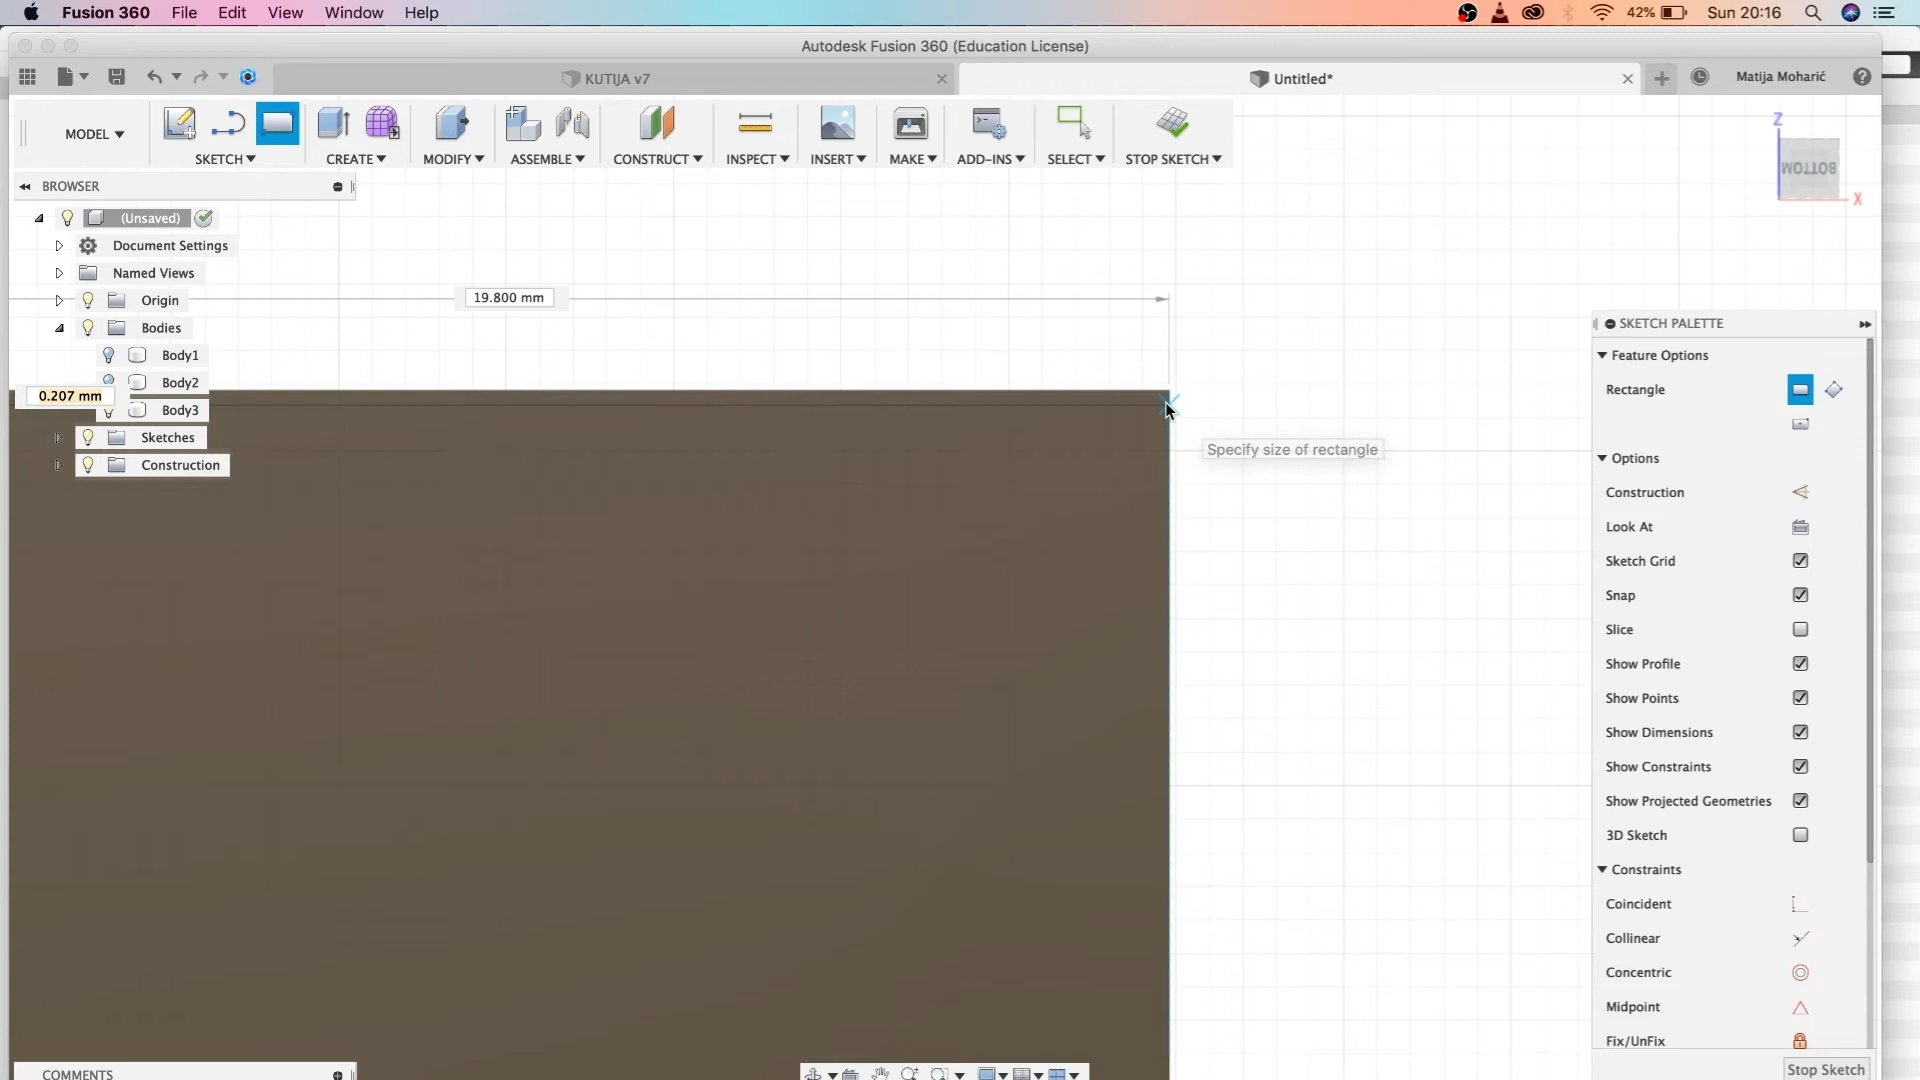 Fusion 360 File Edit View Window Help 42% Sun 20:16
Autodesk Fusion 360 (Education License)
KUTIJA v7 Untitled* Matija Moharić
MODEL SKETCH CREATE MODIFY ASSEMBLE CONSTRUCT INSPECT INSERT MAKE ADD-INS SELECT STOP SKETCH
Z
BOTTOM
X
BROWSER
(Unsaved)
Document Settings
Named Views
Origin
Bodies
Body1
Body2
Body3
Sketches
Construction
19.800 mm
0.207 mm
Specify size of rectangle
SKETCH PALETTE
Feature Options
Rectangle
Options
Construction
Look At
Sketch Grid
Snap
Slice
Show Profile
Show Points
Show Dimensions
Show Constraints
Show Projected Geometries
3D Sketch
Constraints
Coincident
Collinear
Concentric
Midpoint
Fix/UnFix
Stop Sketch
COMMENTS